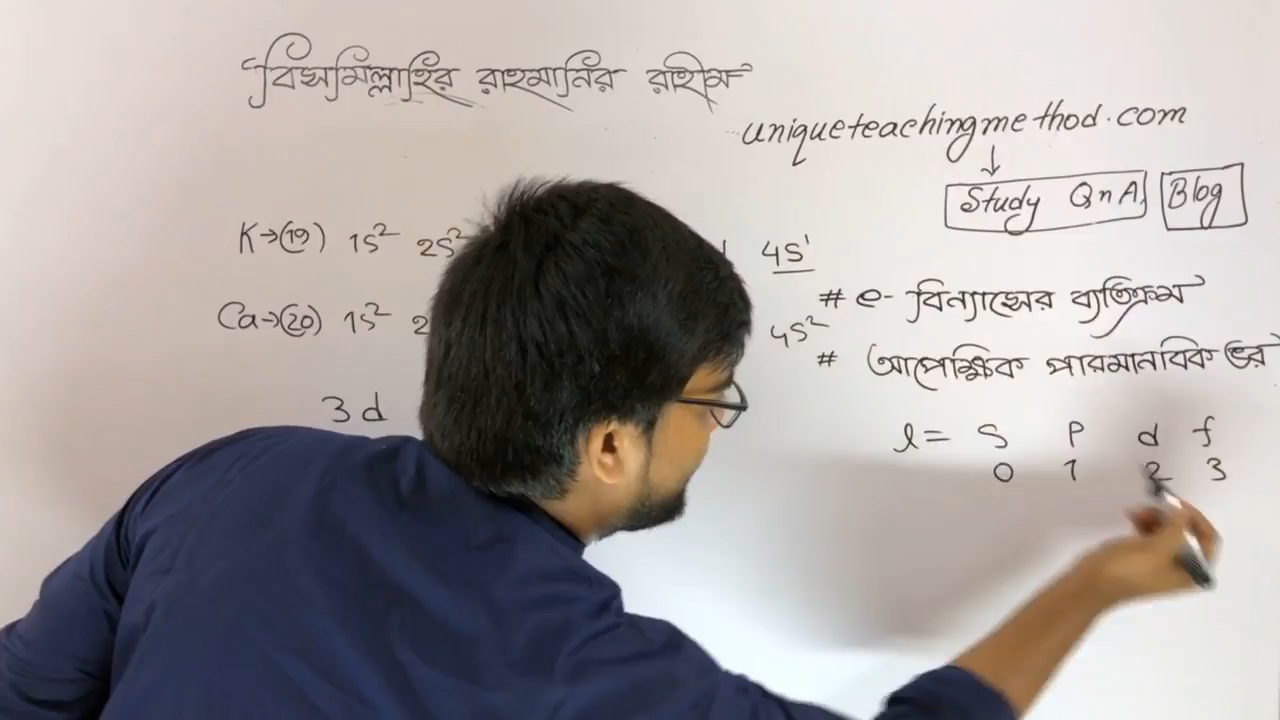 বিসমিল্লাহির রাহমানির রাহীম
uniqueteachingmethod.com
Study QnA, Blog
K→(19) 1s² 2s² 4s¹
Ca→(20) 1s² 2 4s²
# e- বিন্যাসের ব্যতিক্রম
# আপেক্ষিক পারমানবিক ভর
3d
l= s p d f
0 1 2 3